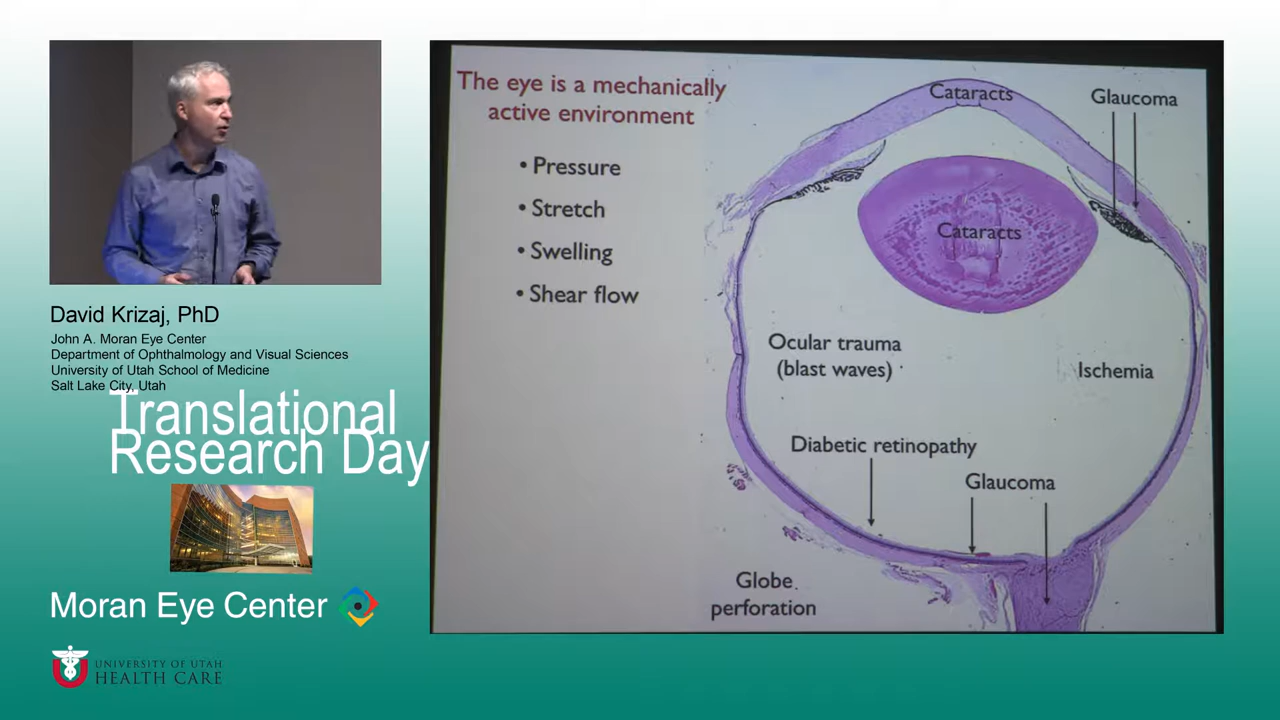 David Krizaj, PhD
John A. Moran Eye Center
Department of Ophthalmology and Visual Sciences
University of Utah School of Medicine
Salt Lake City, Utah
Translational
Research Day
Moran Eye Center
UNIVERSITY OF UTAH
HEALTH CARE
The eye is a mechanically
active environment
• Pressure
• Stretch
• Swelling
• Shear flow
Cataracts
Glaucoma
Cataracts
Ocular trauma
(blast waves)
Ischemia
Diabetic retinopathy
Glaucoma
Globe
perforation